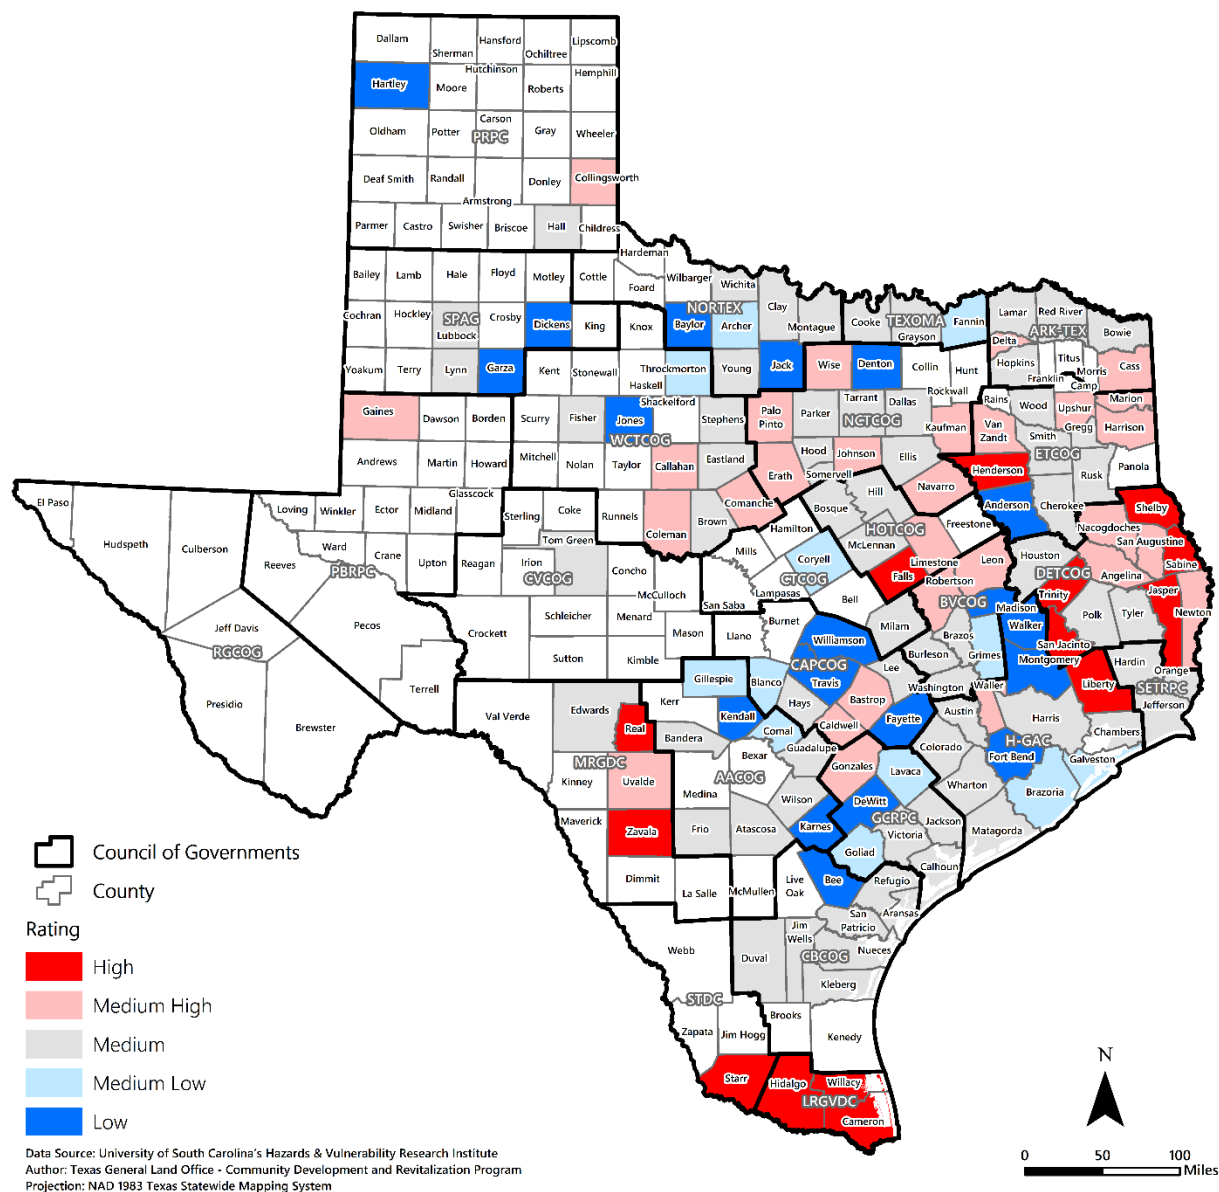 Dallam
Sherman
Hansford
Ochiltree
Lipscomb
Hartley
Moore
Hutchinson
Roberts
Hemphill
Oldham
Potter
Carson
PRPC
Gray
Wheeler
Deaf Smith
Randall
Armstrong
Donley
Collingsworth
Parmer
Castro
Swisher
Briscoe
Hall
Childress
Bailey
Lamb
Hale
Floyd
Motley
Cottle
Hardeman
Foard
Wilbarger
Wichita
Clay
Montague
Cooke
TEXOMA
Grayson
Fannin
Lamar
Red River
ARK-TEX
Bowie
Cochran
Hockley
SPAG
Lubbock
Crosby
Dickens
King
Knox
NORTEX
Baylor
Archer
Delta
Hopkins
Franklin
Titus
Morris
Camp
Cass
Yoakum
Terry
Lynn
Garza
Kent
Stonewall
Haskell
Throckmorton
Young
Jack
Wise
Denton
Collin
Hunt
Rockwall
Rains
Wood
Upshur
Marion
Gaines
Dawson
Borden
Scurry
Fisher
Jones
Shackelford
WCTCOG
Stephens
Palo
Pinto
Parker
Tarrant
Dallas
NCTCOG
Kaufman
Van
Zandt
Smith
Gregg
Harrison
ETCOG
Andrews
Martin
Howard
Mitchell
Nolan
Taylor
Callahan
Eastland
Erath
Hood
Somervell
Johnson
Ellis
Navarro
Henderson
Rusk
Panola
El Paso
Hudspeth
Culberson
Loving
Winkler
Ector
Midland
Glasscock
Sterling
Coke
Runnels
Coleman
Brown
Comanche
Hamilton
Bosque
Hill
HOTCOG
McLennan
Freestone
Limestone
Anderson
Cherokee
Nacogdoches
Shelby
San Augustine
Sabine
Reeves
Ward
Crane
PBRPC
Upton
Reagan
Irion
Tom Green
CVCOG
Concho
McCulloch
San Saba
Mills
Lampasas
CTCOG
Coryell
Bell
Falls
Robertson
Leon
Houston
DETCOG
Trinity
Angelina
Jasper
Newton
Jeff Davis
RGCOG
Pecos
Crockett
Schleicher
Menard
Mason
Llano
Burnet
Williamson
Milam
BVCOG
Brazos
Madison
Walker
Grimes
San Jacinto
Polk
Tyler
Presidio
Brewster
Terrell
Sutton
Kimble
Gillespie
Blanco
CAPCOG
Travis
Lee
Burleson
Washington
Waller
Montgomery
Liberty
Hardin
Orange
SETRPC
Jefferson
Val Verde
Edwards
Real
Kerr
Kendall
Comal
Hays
Bastrop
Caldwell
Fayette
Austin
Harris
Chambers
H-GAC
MRGDC
Bandera
Bexar
AACOG
Guadalupe
Gonzales
Lavaca
Colorado
Fort Bend
Galveston
Kinney
Uvalde
Medina
Wilson
DeWitt
Wharton
Brazoria
Maverick
Zavala
Frio
Atascosa
Karnes
GCRPC
Victoria
Jackson
Matagorda
Goliad
Calhoun
Dimmit
La Salle
McMullen
Live
Oak
Bee
Refugio
San
Patricio
Aransas
Webb
Duval
Jim
Wells
CBCOG
Nueces
Kleberg
STDC
Zapata
Jim Hogg
Brooks
Kenedy
Starr
Hidalgo
Willacy
LRGVDC
Cameron
Council of Governments
County
Rating
High
Medium High
Medium
Medium Low
Low
N
0 50 100
Miles
Data Source: University of South Carolina's Hazards & Vulnerability Research Institute
Author: Texas General Land Office - Community Development and Revitalization Program
Projection: NAD 1983 Texas Statewide Mapping System